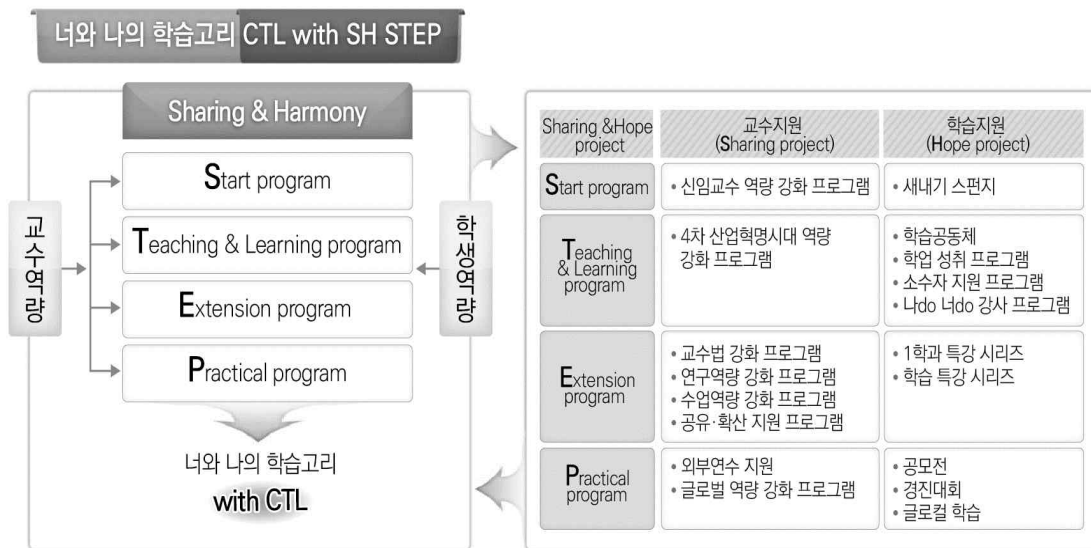 너와 나의 학습고리 CTL with SH STEP
Sharing & Harmony
교수역량
학생역량
Start program
Teaching & Learning program
Extension program
Practical program
너와 나의 학습고리
with CTL
Sharing &Hope
project
교수지원
(Sharing project)
학습지원
(Hope project)
Start program
• 신임교수 역량 강화 프로그램
• 새내기 스펀지
Teaching
& Learning
program
• 4차 산업혁명시대 역량
강화 프로그램
• 학습공동체
• 학업 성취 프로그램
• 소수자 지원 프로그램
• 나do 너do 강사 프로그램
Extension
program
• 교수법 강화 프로그램
• 연구역량 강화 프로그램
• 수업역량 강화 프로그램
• 공유·확산 지원 프로그램
• 1학과 특강 시리즈
• 학습 특강 시리즈
Practical
program
• 외부연수 지원
• 글로벌 역량 강화 프로그램
• 공모전
• 경진대회
• 글로컬 학습